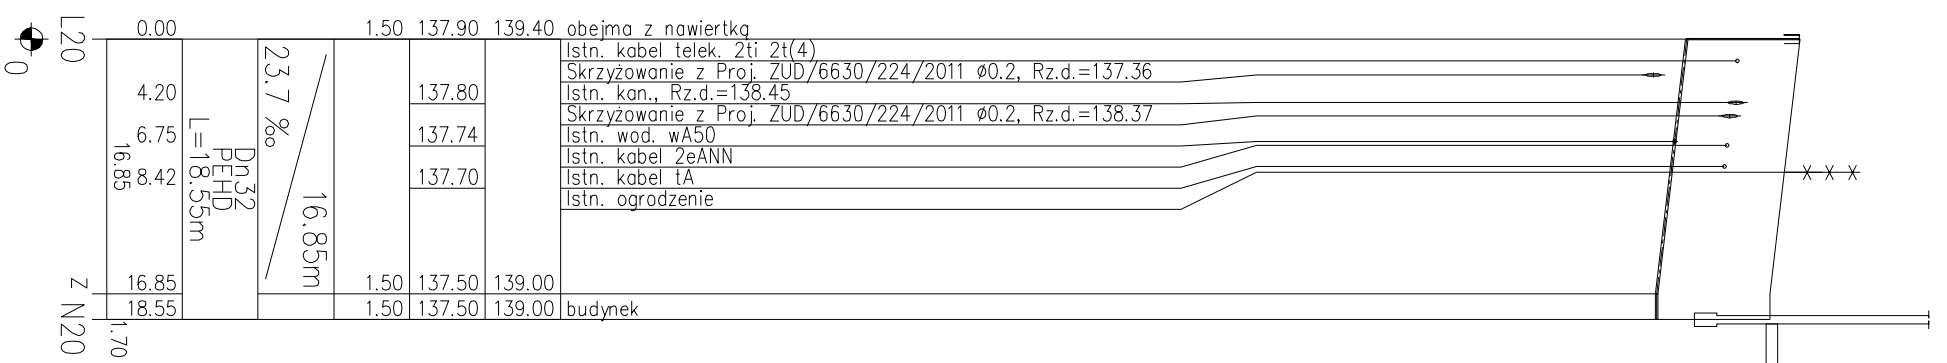 0.00 1.50 137.90 139.40 obejma z nawiertką
Istn. kabel telek. 2ti 2t(4)
Skrzyżowanie z Proj. ZUD/6630/224/2011 ø0.2, Rz.d.=137.36
4.20 137.80 Istn. kan., Rz.d.=138.45
Skrzyżowanie z Proj. ZUD/6630/224/2011 ø0.2, Rz.d.=138.37
6.75 137.74 Istn. wod. wA50
Istn. kabel 2eANN
8.42 137.70 Istn. kabel tA
Istn. ogrodzenie
16.85 1.50 137.50 139.00
18.55 1.50 137.50 139.00 budynek
0
L20
Z N20
16.85
1.70
L=18.55m
PEHD
Dn32
23.7 ‰
16.85m
X X X